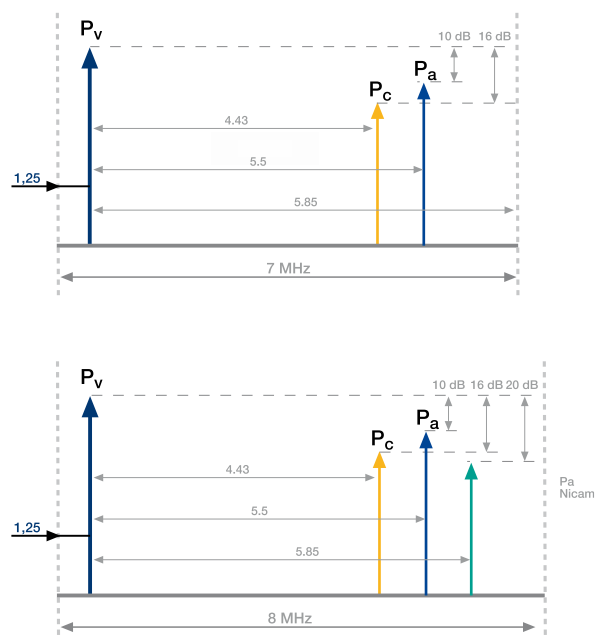 Pv
10 dB 16 dB
Pa
Pc
4.43
5.5
1,25
5.85
7 MHz
Pv
10 dB 16 dB 20 dB
Pa
Pc
4.43
Pa
Nicam
5.5
1,25
5.85
8 MHz